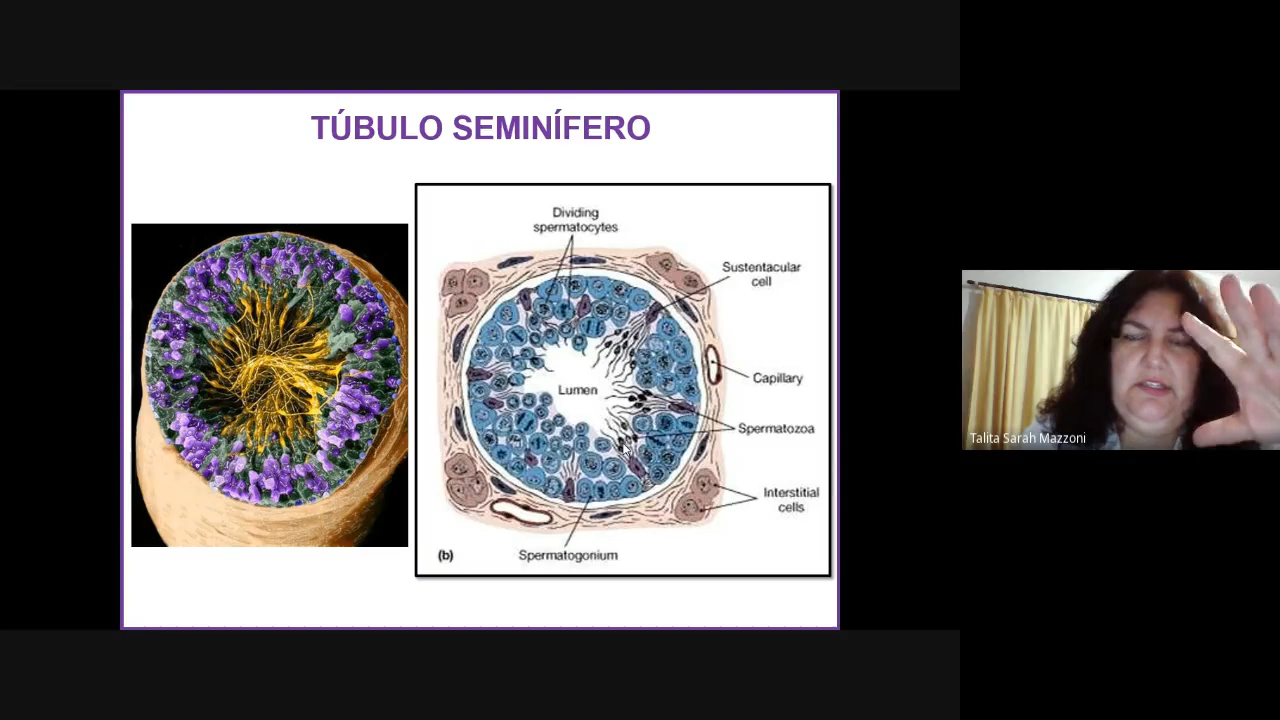 TÚBULO SEMINÍFERO
Dividing
spermatocytes
Sustentacular
cell
Lumen
Capillary
Spermatozoa
Interstitial
cells
(b)
Spermatogonium
Talita Sarah Mazzoni